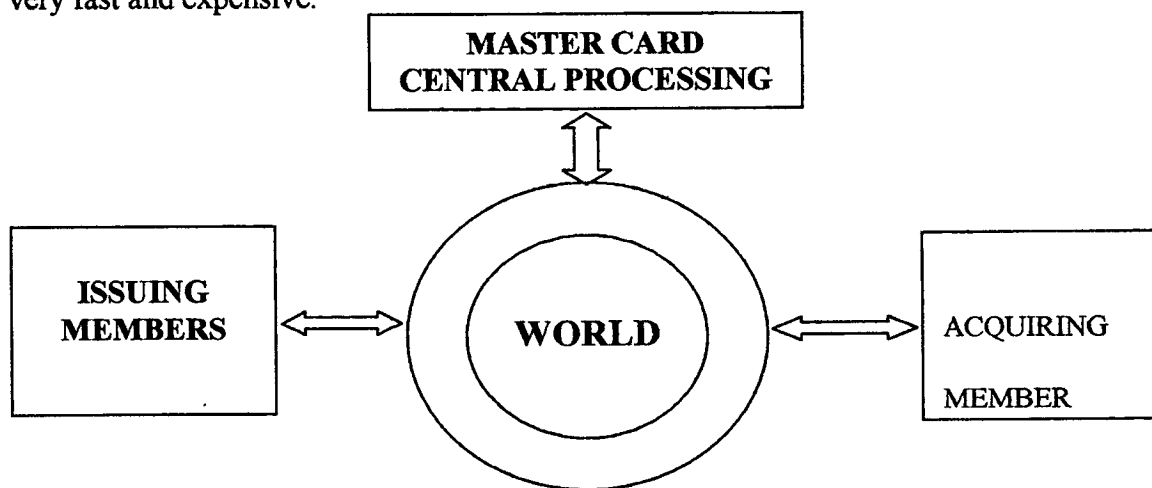 very fast and expensive.
MASTER CARD
CENTRAL PROCESSING
ISSUING
MEMBERS
WORLD
ACQUIRING
MEMBER